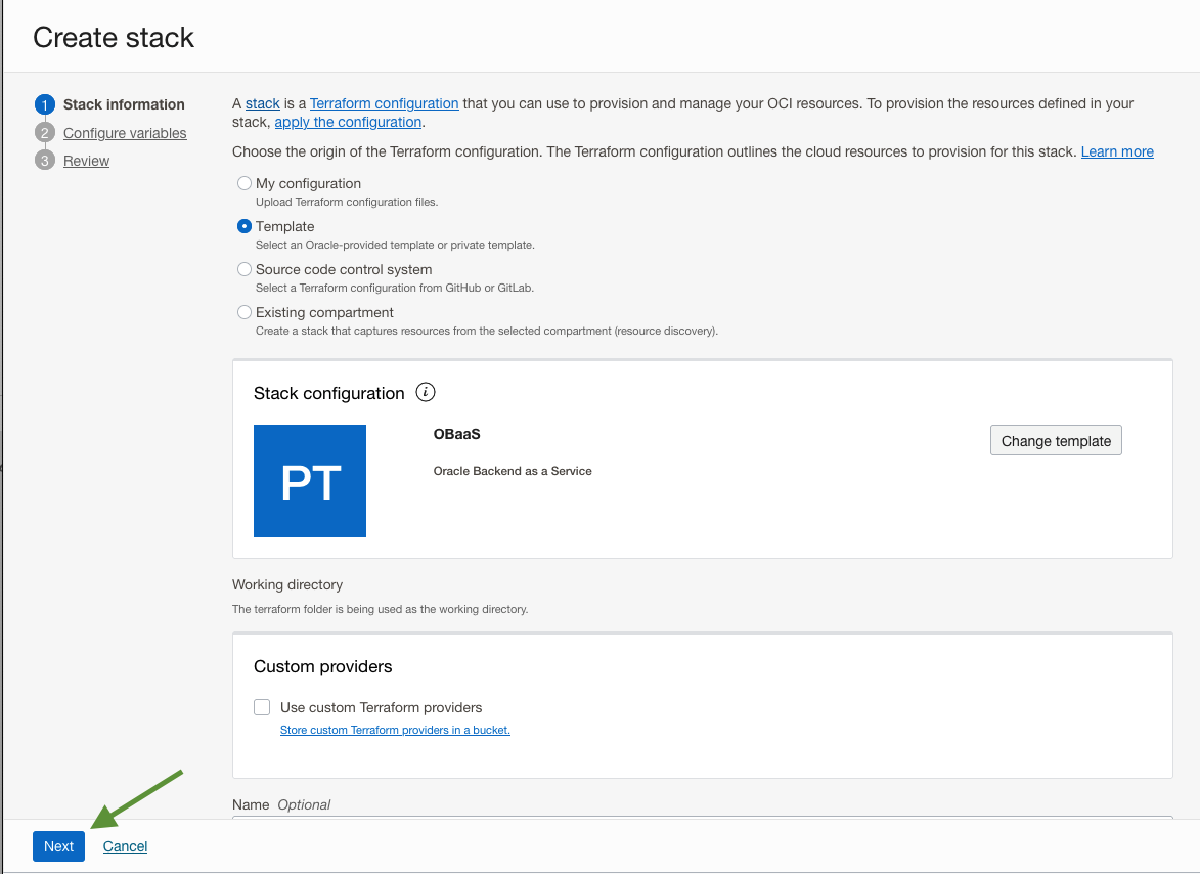 Create stack
1 Stack information
2 Configure variables
3 Review
A stack is a Terraform configuration that you can use to provision and manage your OCI resources. To provision the resources defined in your
stack, apply the configuration.
Choose the origin of the Terraform configuration. The Terraform configuration outlines the cloud resources to provision for this stack. Learn more
My configuration
Upload Terraform configuration files.
Template
Select an Oracle-provided template or private template.
Source code control system
Select a Terraform configuration from GitHub or GitLab.
Existing compartment
Create a stack that captures resources from the selected compartment (resource discovery).
Stack configuration i
PT
OBaaS
Oracle Backend as a Service
Change template
Working directory
The terraform folder is being used as the working directory.
Custom providers
Use custom Terraform providers
Store custom Terraform providers in a bucket.
Name Optional
Next Cancel